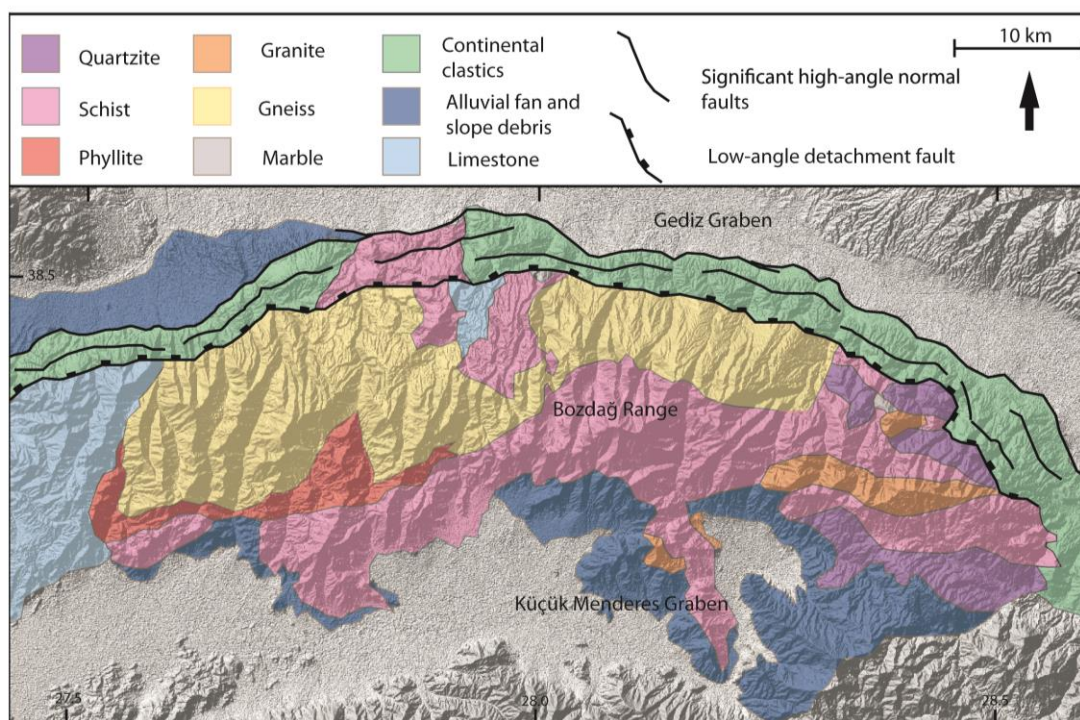 Quartzite
Schist
Phyllite
Granite
Gneiss
Marble
Continental
clastics
Alluvial fan and
slope debris
Limestone
Significant high-angle normal
faults
Low-angle detachment fault
10 km
Gediz Graben
38.5
Bozdağ Range
Küçük Menderes Graben
27.5
28.0
28.5